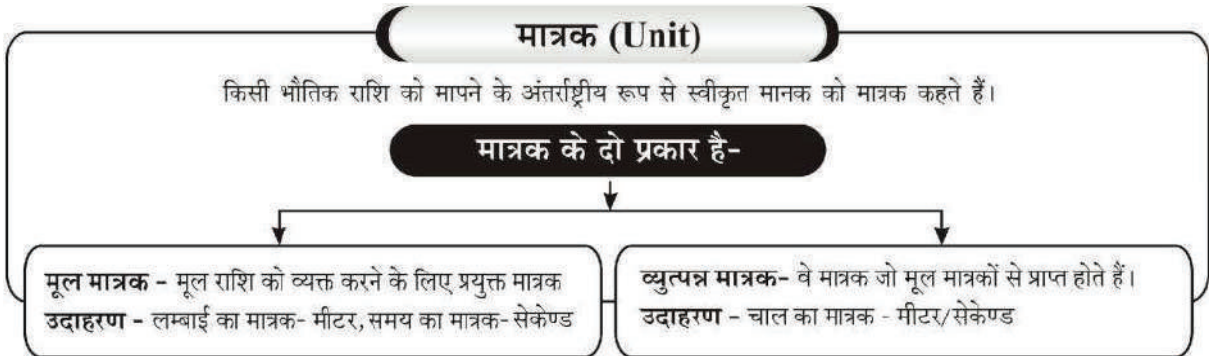 मात्रक (Unit)
किसी भौतिक राशि को मापने के अंतर्राष्ट्रीय रूप से स्वीकृत मानक को मात्रक कहते हैं।
मात्रक के दो प्रकार है-
मूल मात्रक - मूल राशि को व्यक्त करने के लिए प्रयुक्त मात्रक
उदाहरण - लम्बाई का मात्रक- मीटर, समय का मात्रक- सेकेण्ड
व्युत्पन्न मात्रक- वे मात्रक जो मूल मात्रकों से प्राप्त होते हैं।
उदाहरण - चाल का मात्रक - मीटर/सेकेण्ड